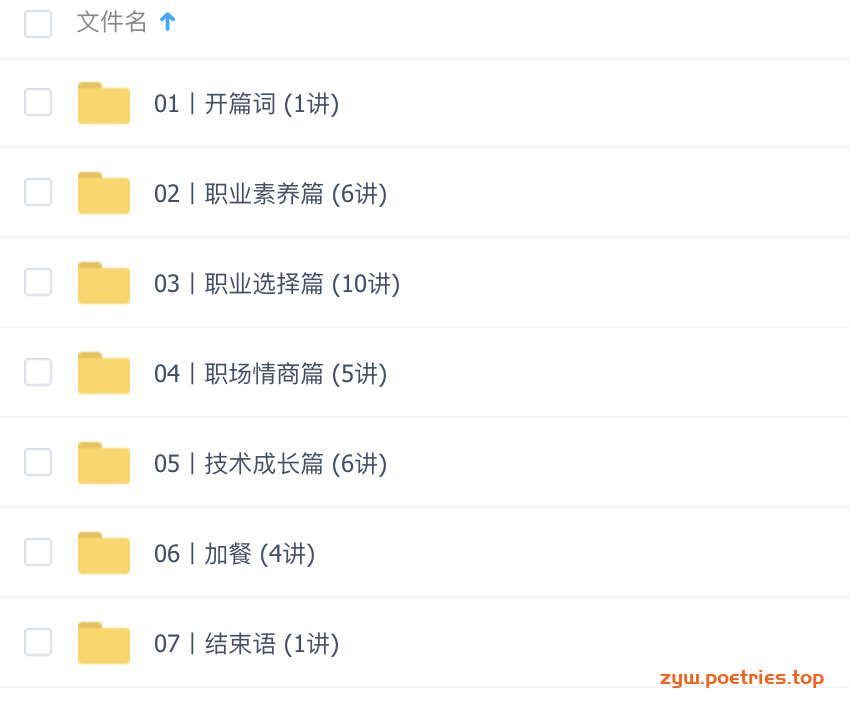 文件名
01丨开篇词 (1讲)
02丨职业素养篇 (6讲)
03丨职业选择篇 (10讲)
04丨职场情商篇 (5讲)
05丨技术成长篇 (6讲)
06丨加餐 (4讲)
07丨结束语 (1讲)
zyw.poetries.top